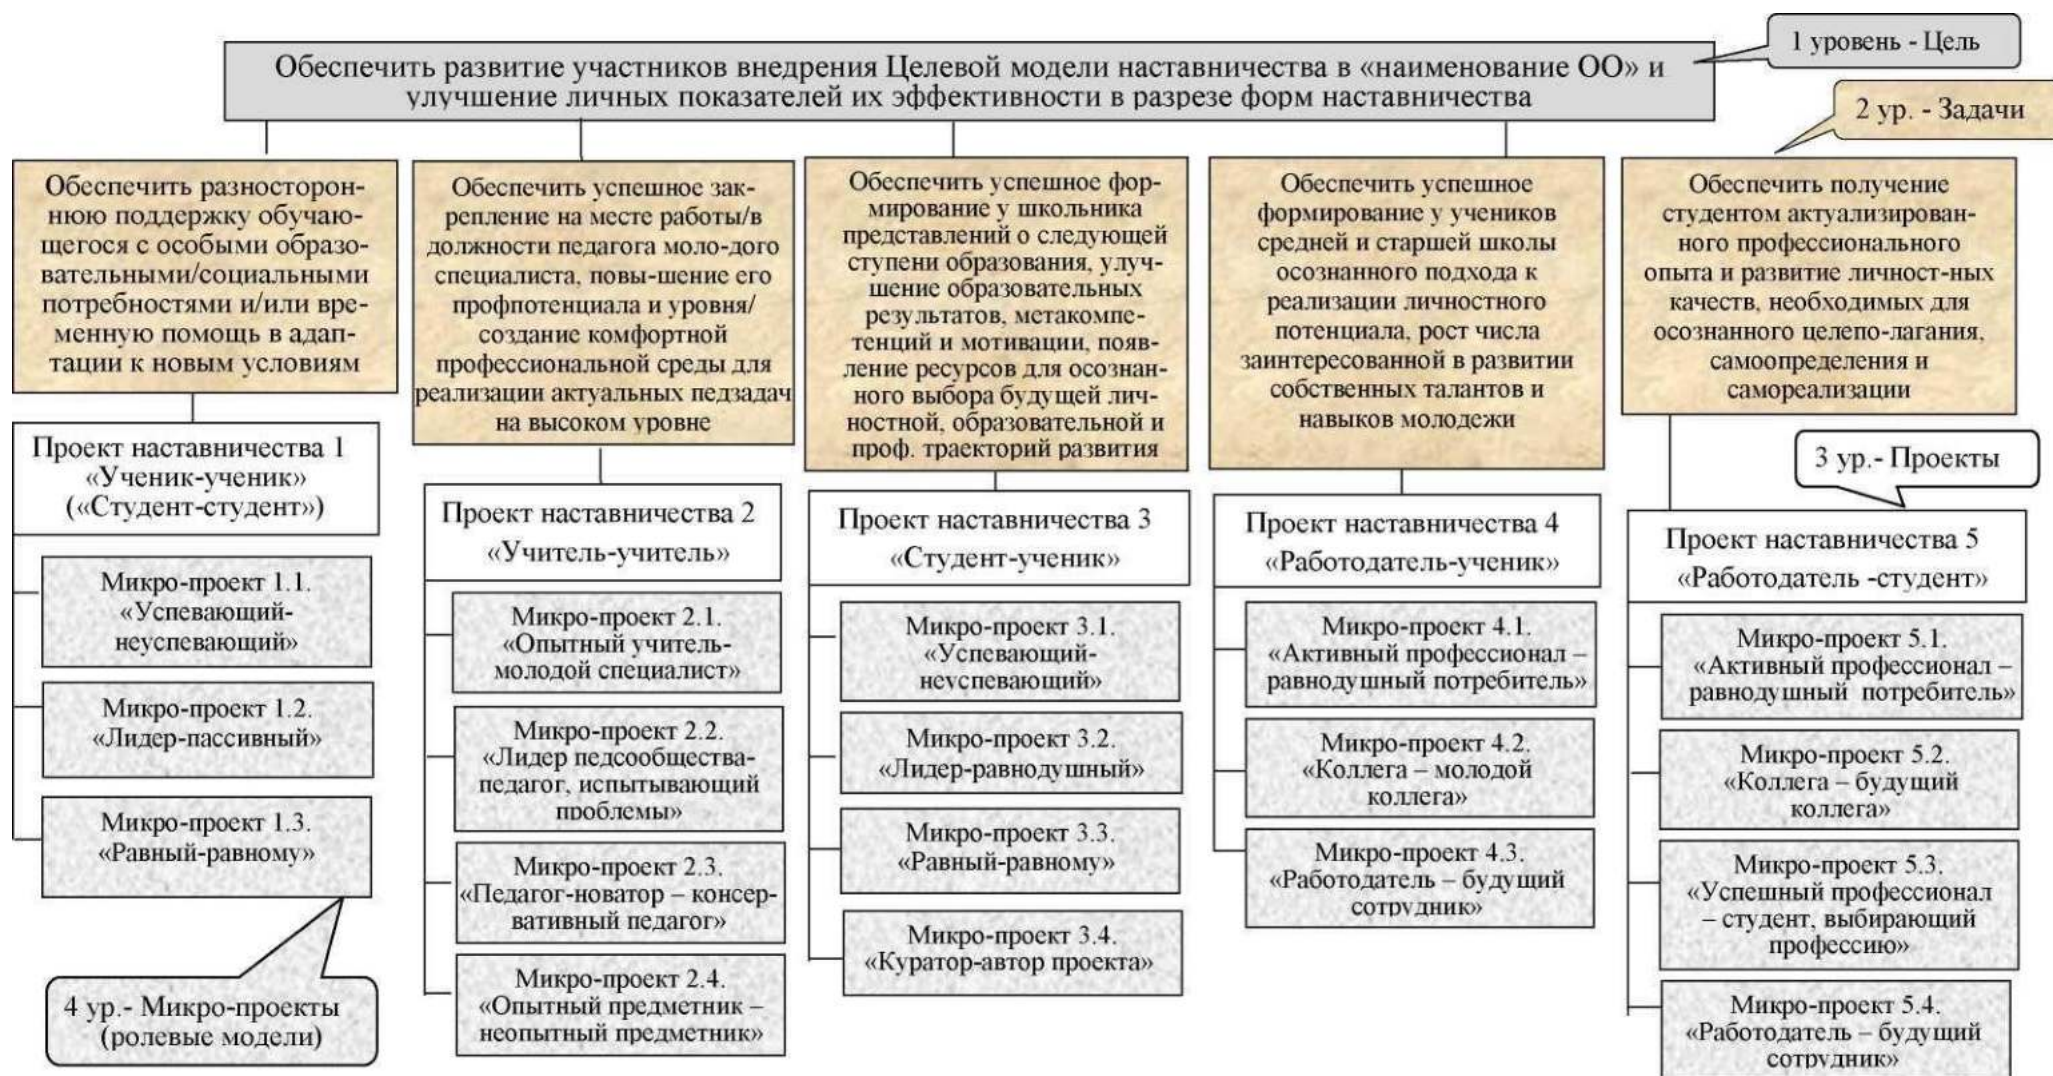 1 уровень - Цель
Обеспечить развитие участников внедрения Целевой модели наставничества в «наименование ОО» и
улучшение личных показателей их эффективности в разрезе форм наставничества
2 ур. - Задачи
Обеспечить разносторон-
нюю поддержку обучаю-
щегося с особыми образо-
вательными/социальными
потребностями и/или вре-
менную помощь в адап-
тации к новым условиям
Обеспечить успешное зак-
репление на месте работы/в
должности педагога моло-дого
специалиста, повы-шение его
профпотенциала и уровня/
создание комфортной
профессиональной среды для
реализации актуальных педзадач
на высоком уровне
Обеспечить успешное фор-
мирование у школьника
представлений о следующей
ступени образования, улуч-
шение образовательных
результатов, метакомпе-
тенций и мотивации, появ-
ление ресурсов для осознан-
ного выбора будущей лич-
ностной, образовательной и
проф. траекторий развития
Обеспечить успешное
формирование у учеников
средней и старшей школы
осознанного подхода к
реализации личностного
потенциала, рост числа
заинтересованной в развитии
собственных талантов и
навыков молодежи
Обеспечить получение
студентом актуализирован-
ного профессионального
опыта и развитие личност-ных
качеств, необходимых для
осознанного целепо-лагания,
самоопределения и
самореализации
3 ур.- Проекты
Проект наставничества 1
«Ученик-ученик»
(«Студент-студент»)
Микро-проект 1.1.
«Успевающий-
неуспевающий»
Микро-проект 1.2.
«Лидер-пассивный»
Микро-проект 1.3.
«Равный-равному»
4 ур.- Микро-проекты
(ролевые модели)
Проект наставничества 2
«Учитель-учитель»
Микро-проект 2.1.
«Опытный учитель-
молодой специалист»
Микро-проект 2.2.
«Лидер педсообщества-
педагог, испытывающий
проблемы»
Микро-проект 2.3.
«Педагог-новатор – консер-
вативный педагог»
Микро-проект 2.4.
«Опытный предметник –
неопытный предметник»
Проект наставничества 3
«Студент-ученик»
Микро-проект 3.1.
«Успевающий-
неуспевающий»
Микро-проект 3.2.
«Лидер-равнодушный»
Микро-проект 3.3.
«Равный-равному»
Микро-проект 3.4.
«Куратор-автор проекта»
Проект наставничества 4
«Работодатель-ученик»
Микро-проект 4.1.
«Активный профессионал –
равнодушный потребитель»
Микро-проект 4.2.
«Коллега – молодой
коллега»
Микро-проект 4.3.
«Работодатель – будущий
сотрудник»
Проект наставничества 5
«Работодатель -студент»
Микро-проект 5.1.
«Активный профессионал –
равнодушный потребитель»
Микро-проект 5.2.
«Коллега – будущий
коллега»
Микро-проект 5.3.
«Успешный профессионал
– студент, выбирающий
профессию»
Микро-проект 5.4.
«Работодатель – будущий
сотрудник»